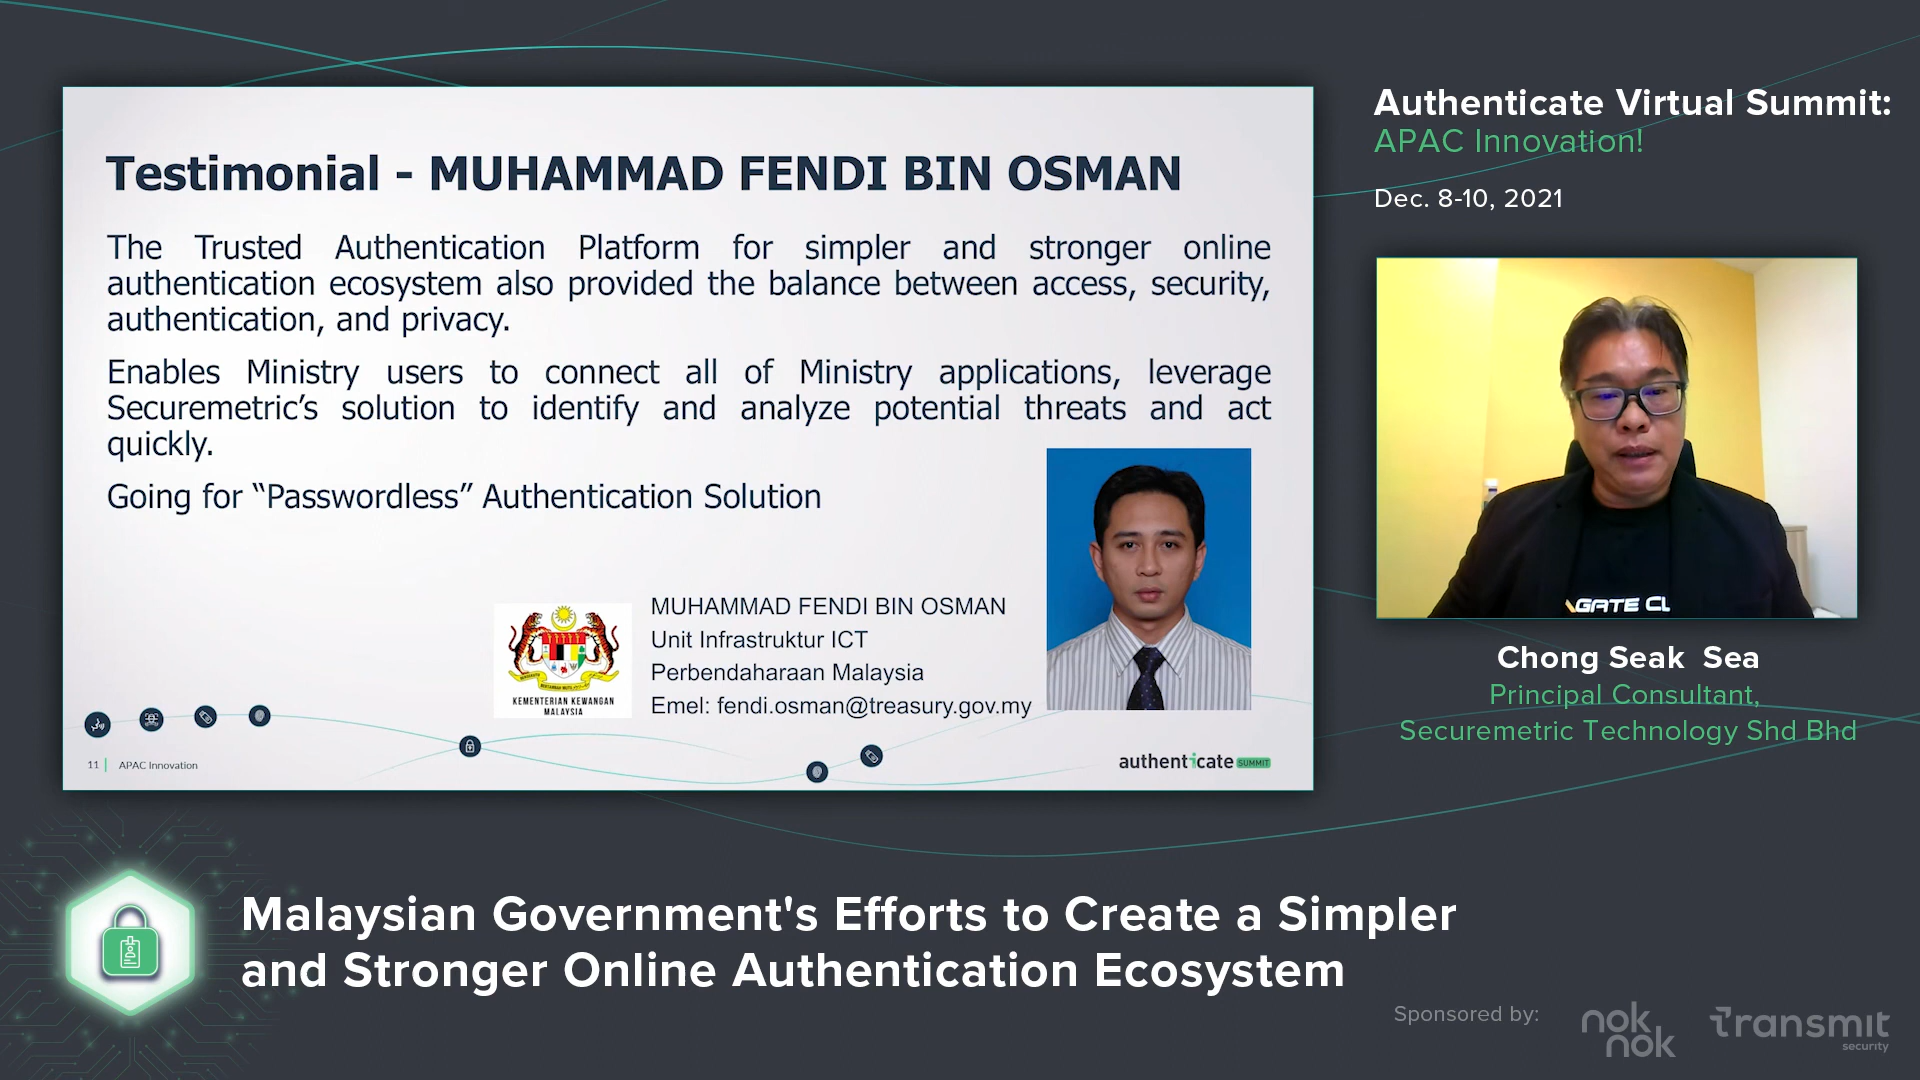 Testimonial - MUHAMMAD FENDI BIN OSMAN
The Trusted Authentication Platform for simpler and stronger online
authentication ecosystem also provided the balance between access, security,
authentication, and privacy.
Enables Ministry users to connect all of Ministry applications, leverage
Securemetric’s solution to identify and analyze potential threats and act
quickly.
Going for “Passwordless” Authentication Solution
KEMENTERIAN KEWANGAN
MALAYSIA
MUHAMMAD FENDI BIN OSMAN
Unit Infrastruktur ICT
Perbendaharaan Malaysia
Emel: fendi.osman@treasury.gov.my
11 | APAC Innovation
authenticate SUMMIT
Authenticate Virtual Summit:
APAC Innovation!
Dec. 8-10, 2021
GATE CL
Chong Seak Sea
Principal Consultant,
Securemetric Technology Shd Bhd
Malaysian Government's Efforts to Create a Simpler
and Stronger Online Authentication Ecosystem
Sponsored by:
nok
nok
Transmit
security